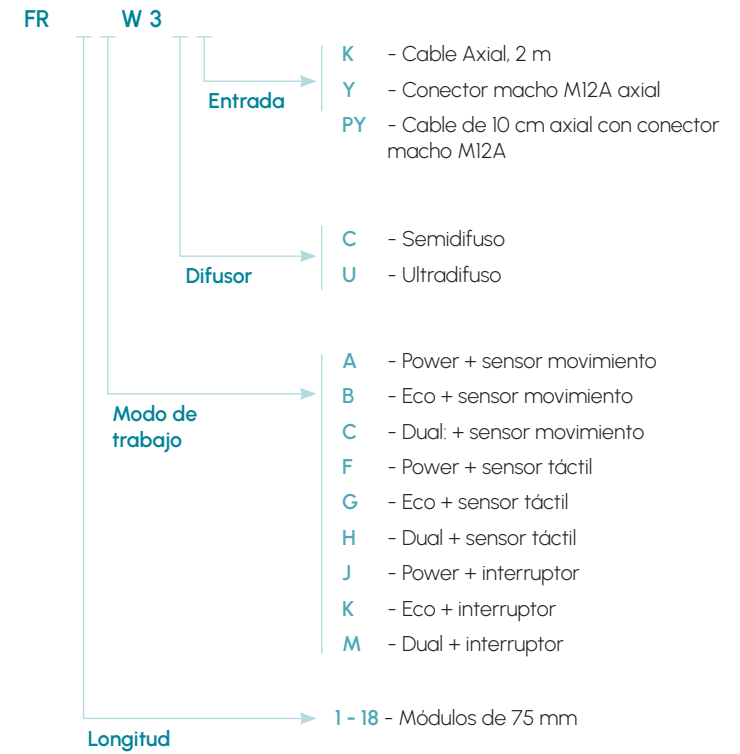 FR W 3
Entrada
K - Cable Axial, 2 m
Y - Conector macho M12A axial
PY - Cable de 10 cm axial con conector
macho M12A
Difusor
C - Semidifuso
U - Ultradifuso
Modo de
trabajo
A - Power + sensor movimiento
B - Eco + sensor movimiento
C - Dual: + sensor movimiento
F - Power + sensor táctil
G - Eco + sensor táctil
H - Dual + sensor táctil
J - Power + interruptor
K - Eco + interruptor
M - Dual + interruptor
Longitud
1 - 18 - Módulos de 75 mm